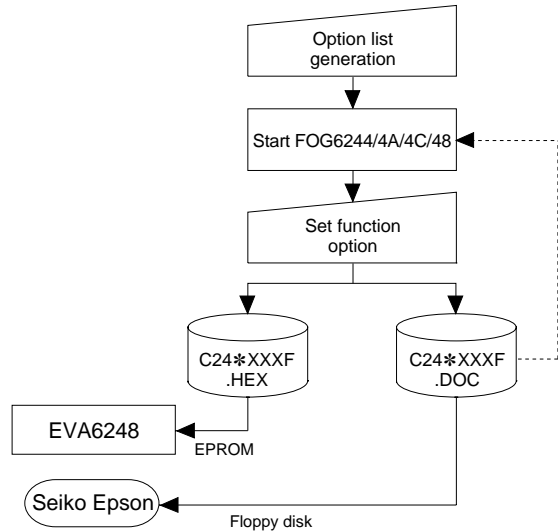 Option list
generation
Start FOG6244/4A/4C/48
Set function
option
C24✽XXXF
.HEX
C24✽XXXF
.DOC
EVA6248
EPROM
Seiko Epson
Floppy disk